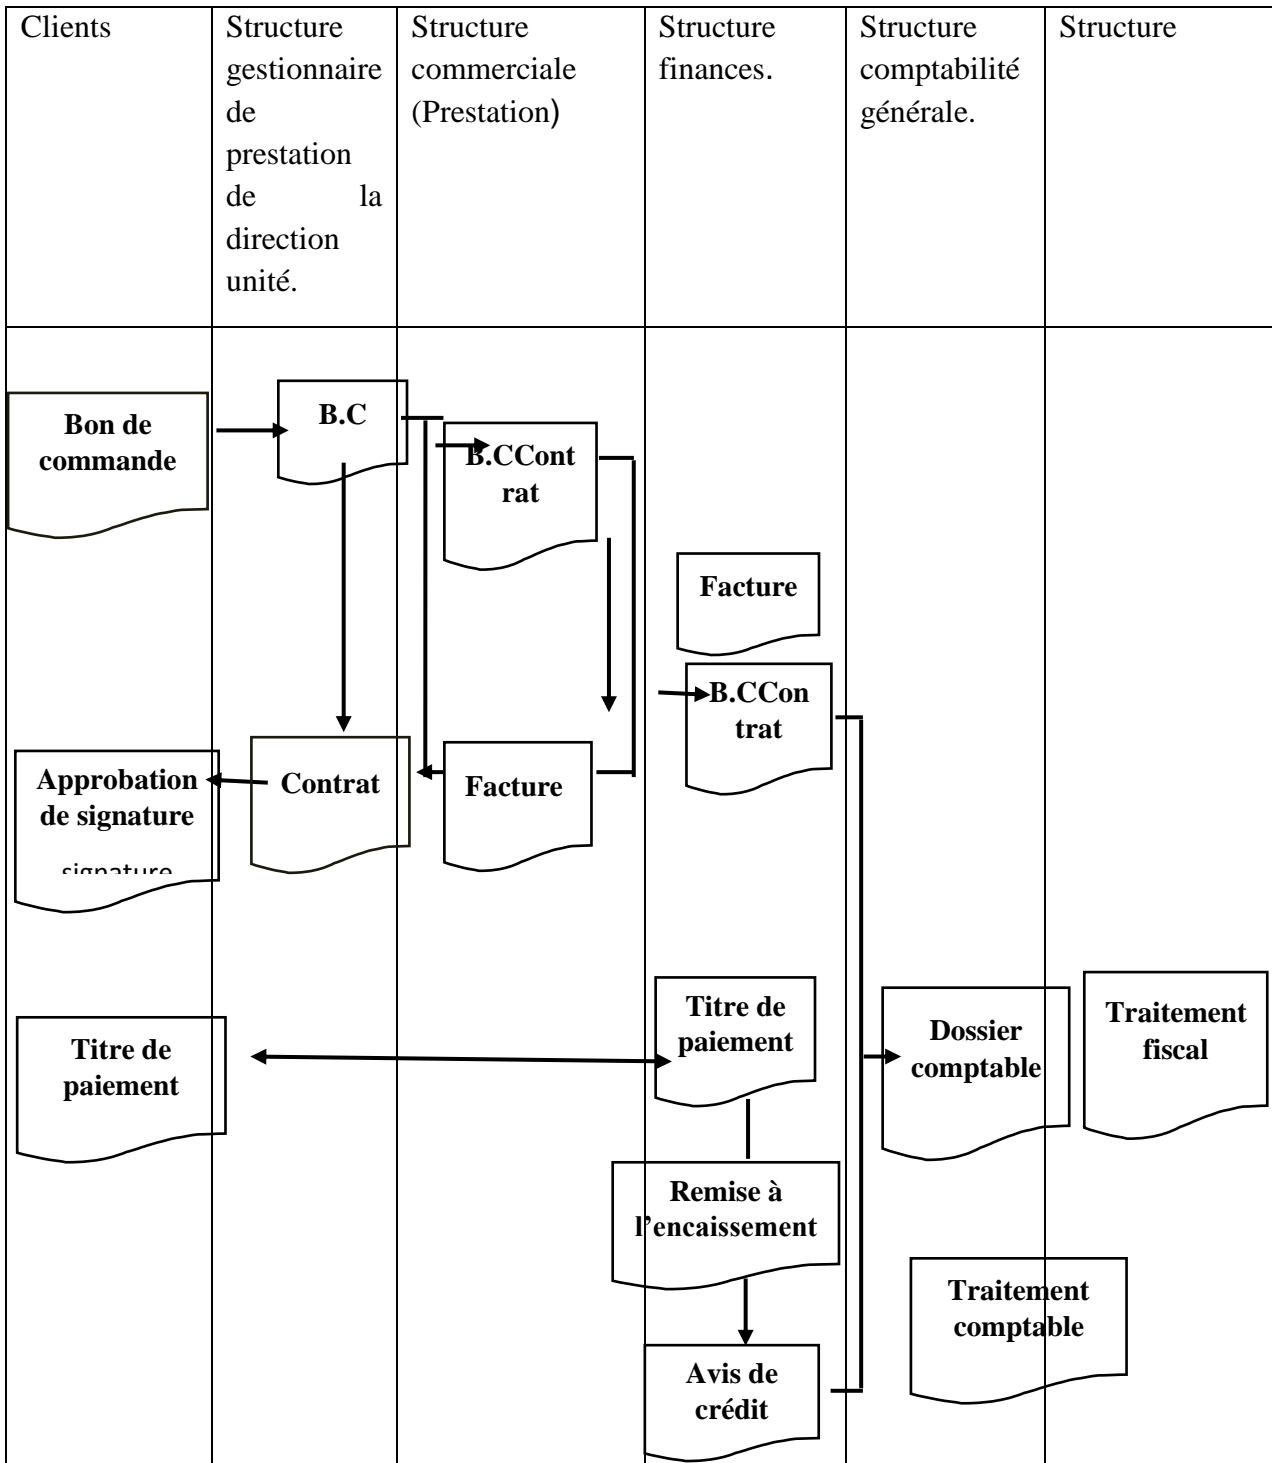 Clients
Structure
gestionnaire
de
prestation
de la
direction
unité.
Structure
commerciale
(Prestation)
Structure
finances.
Structure
comptabilité
générale.
Structure
Bon de
commande
B.C
B.CCont
rat
Facture
B.CCon
trat
Approbation
de signature
signature
Contrat
Facture
Titre de
paiement
Titre de
paiement
Dossier
comptable
Traitement
fiscal
Remise à
l’encaissement
Traitement
comptable
Avis de
crédit